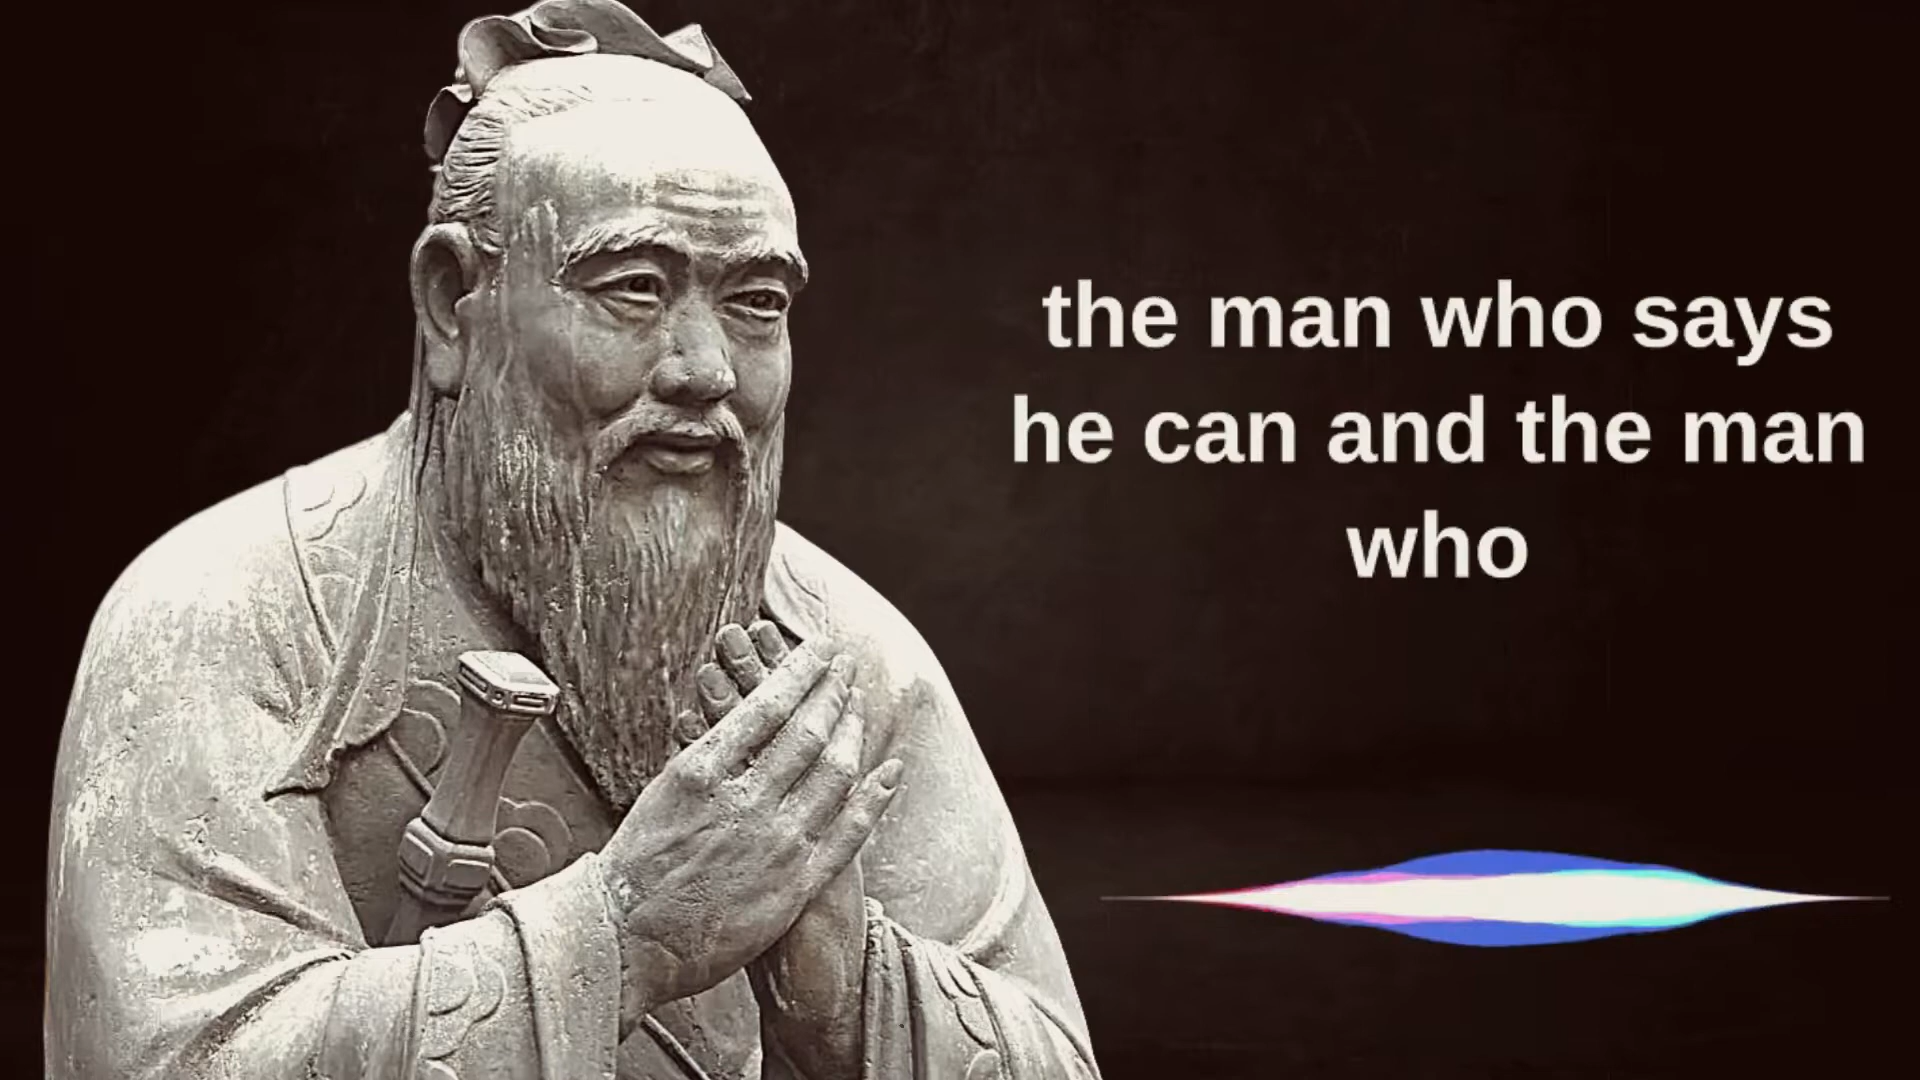 the man who says
he can and the man
who